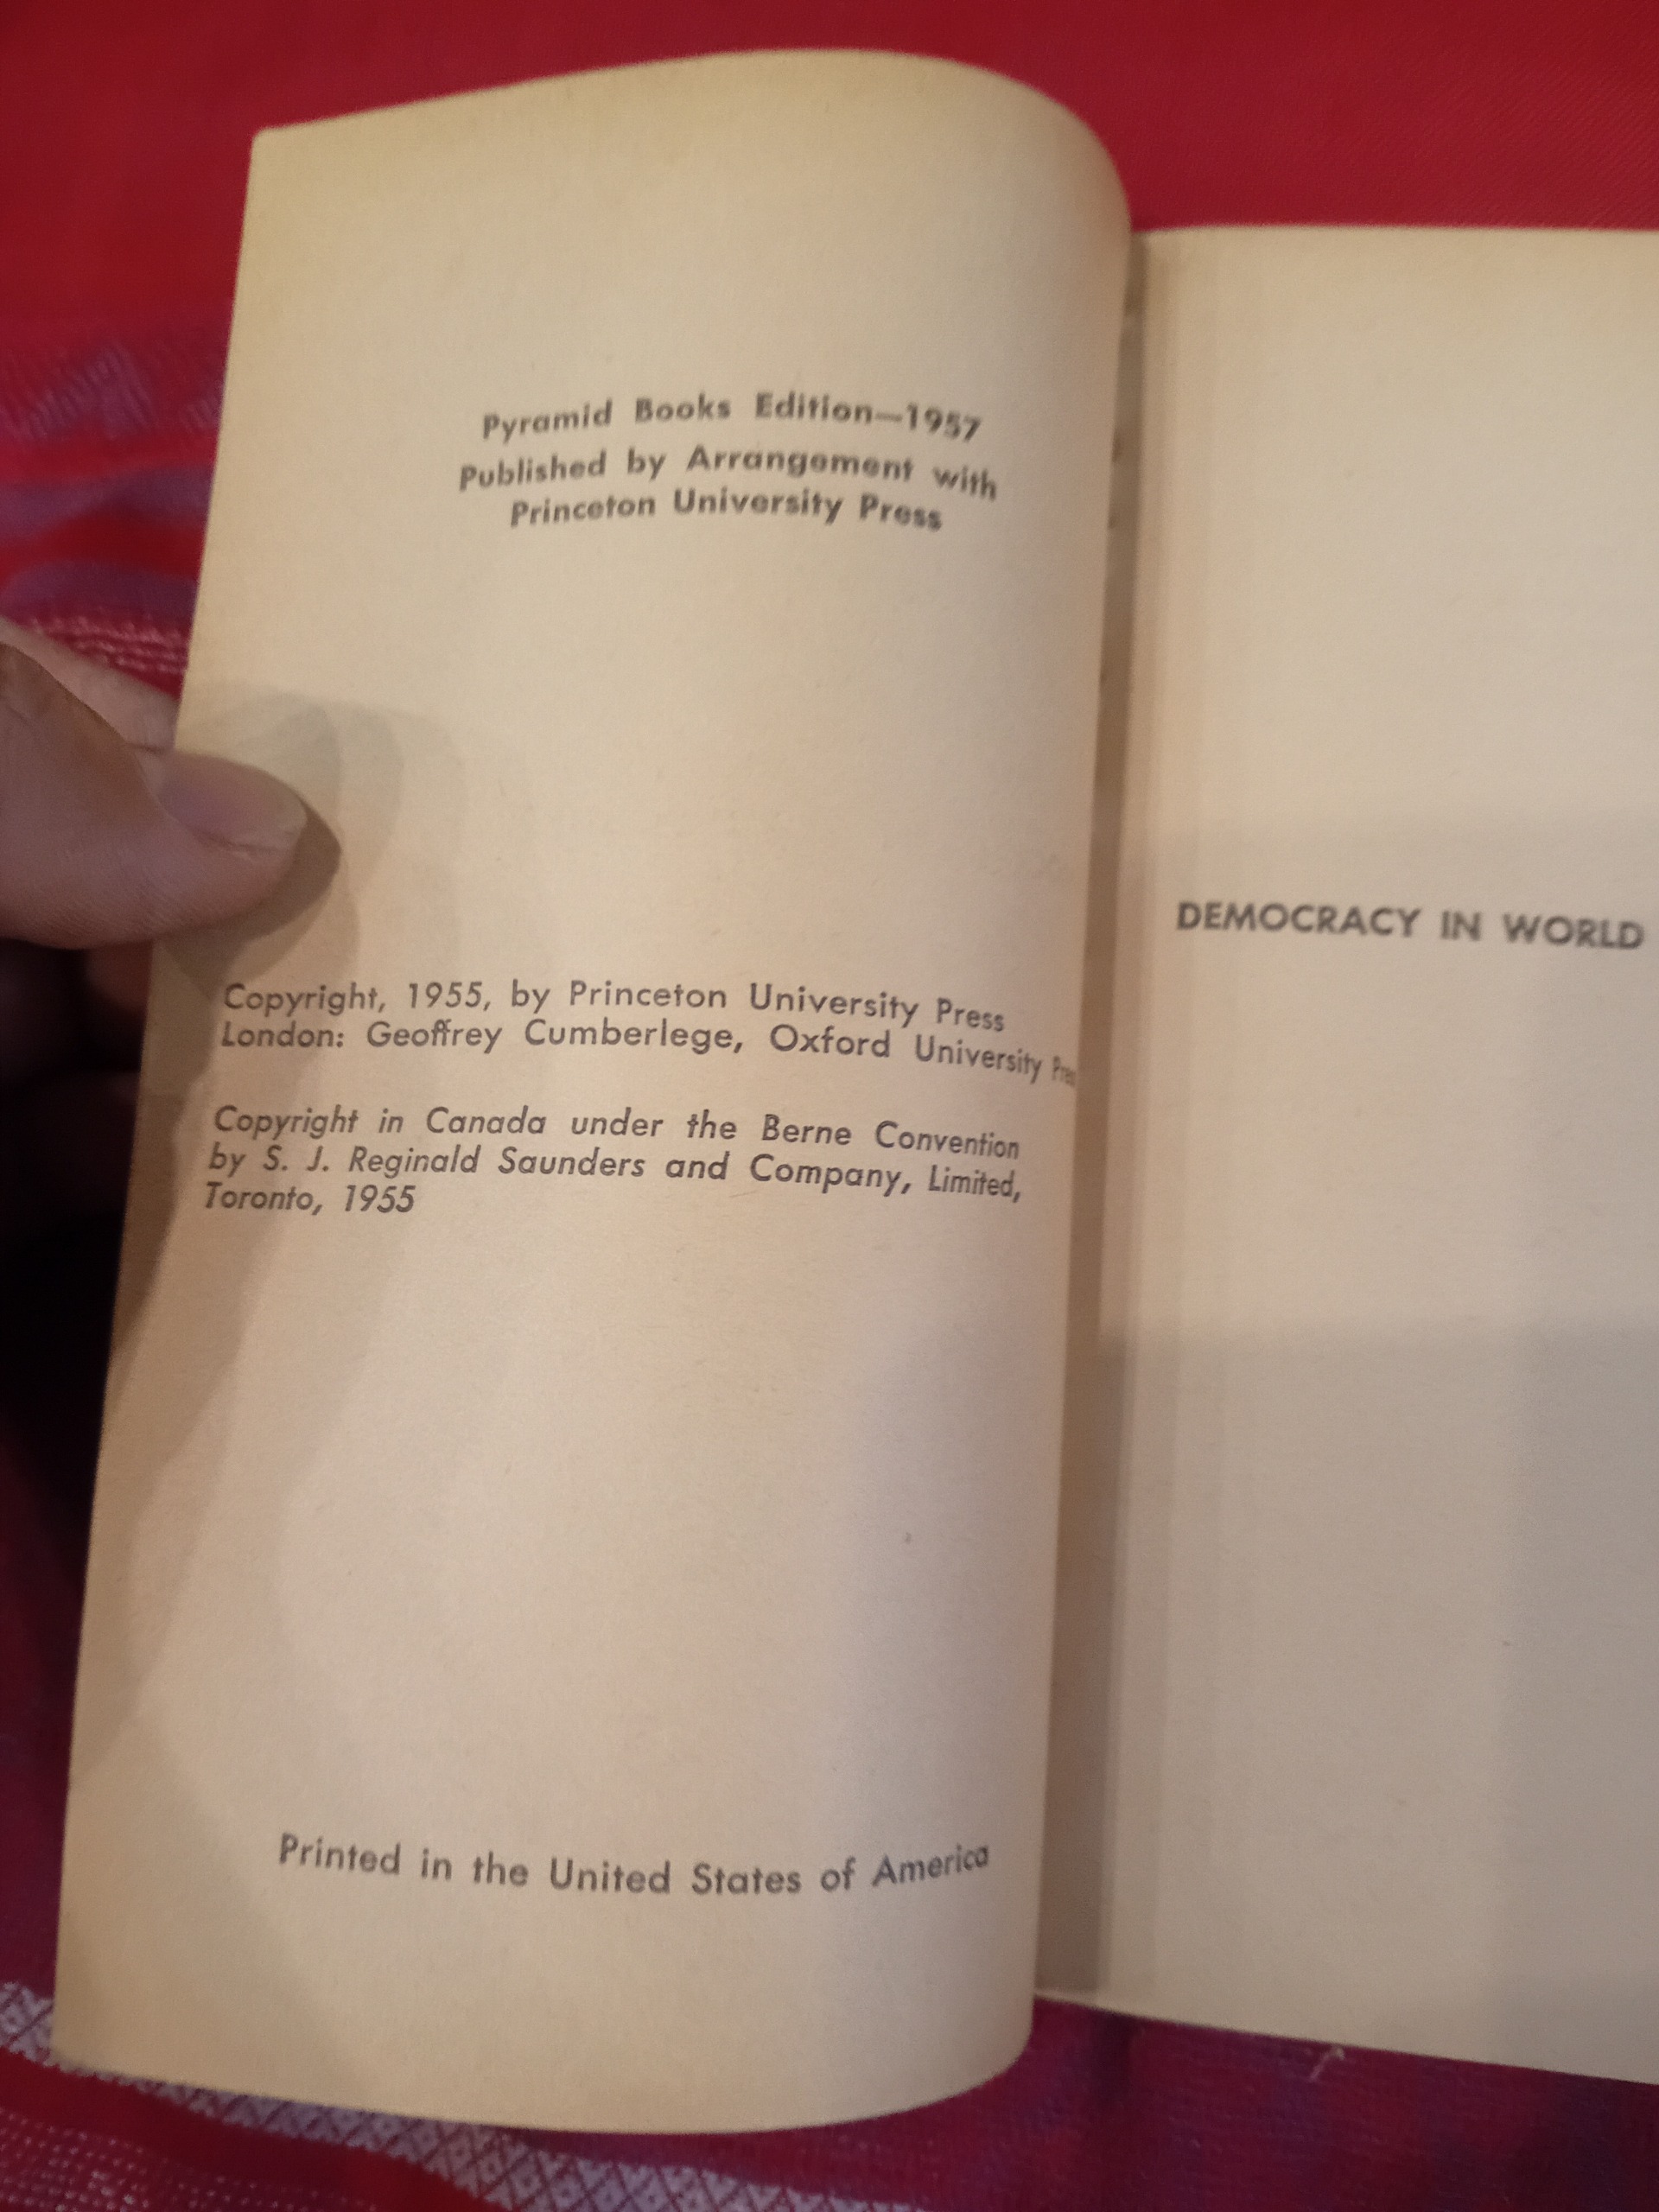 Pyramid Books Edition—1957
Published by Arrangement with
Princeton University Press
Copyright, 1955, by Princeton University Press
London: Geoffrey Cumberlege, Oxford University Press
Copyright in Canada under the Berne Convention
by S. J. Reginald Saunders and Company, Limited,
Toronto, 1955
Printed in the United States of America
DEMOCRACY IN WORLD